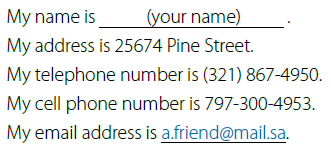 My name is (your name) .
My address is 25674 Pine Street.
My telephone number is (321) 867-4950.
My cell phone number is 797-300-4953.
My email address is a.friend@mail.sa.